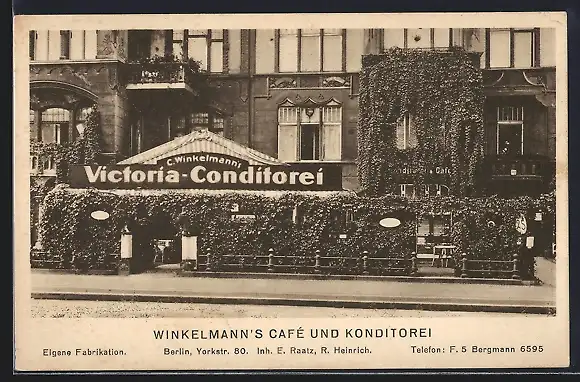 C. Winkelmann's
Victoria-Conditorei
WINKELMANN'S CAFÉ UND KONDITOREI
Eigene Fabrikation. Berlin, Yorkstr. 80. Inh. E. Raatz, R. Heinrich. Telefon: F. 5 Bergmann 6595